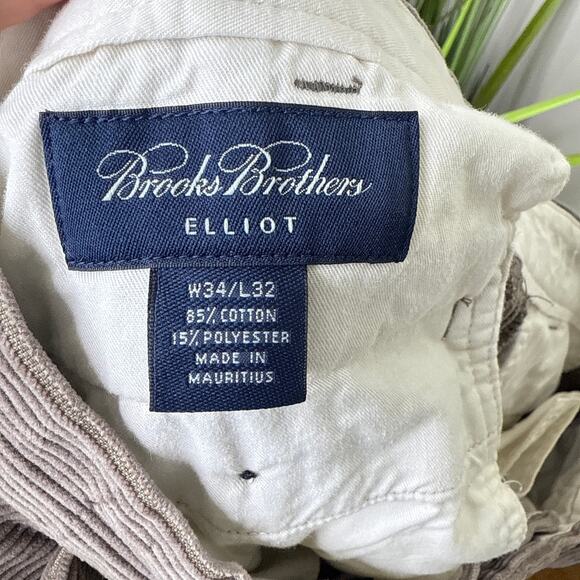 Brooks Brothers
ELLIOT
W34/L32
85% COTTON
15% POLYESTER
MADE IN
MAURITIUS